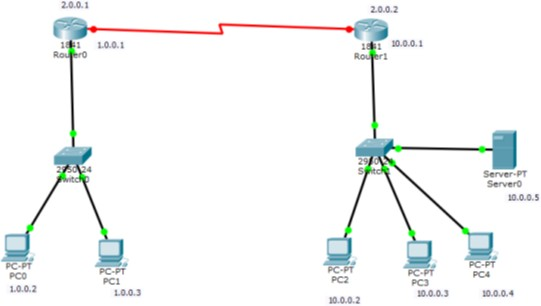 2.0.0.1
2.0.0.2
1841
Router0
1.0.0.1
1841
Router1
10.0.0.1
2950-24
Switch0
2950-24
Switch1
Server-PT
Server0
10.0.0.5
PC-PT
PC0
1.0.0.2
PC-PT
PC1
1.0.0.3
PC-PT
PC2
10.0.0.2
PC-PT
PC3
10.0.0.3
PC-PT
PC4
10.0.0.4